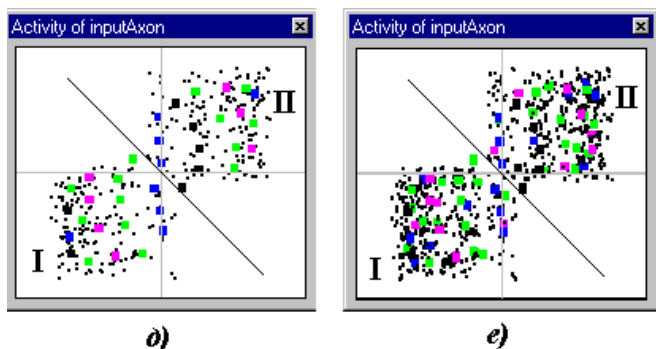 Activity of inputAxon
II
I
д)
Activity of inputAxon
II
I
е)